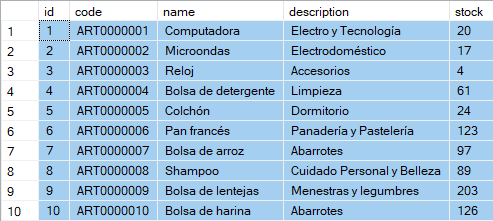 id code name description stock
1 1 ART0000001 Computadora Electro y Tecnología 20
2 2 ART0000002 Microondas Electrodoméstico 17
3 3 ART0000003 Reloj Accesorios 4
4 4 ART0000004 Bolsa de detergente Limpieza 61
5 5 ART0000005 Colchón Dormitorio 24
6 6 ART0000006 Pan francés Panadería y Pastelería 123
7 7 ART0000007 Bolsa de arroz Abarrotes 97
8 8 ART0000008 Shampoo Cuidado Personal y Belleza 89
9 9 ART0000009 Bolsa de lentejas Menestras y legumbres 203
10 10 ART0000010 Bolsa de harina Abarrotes 126